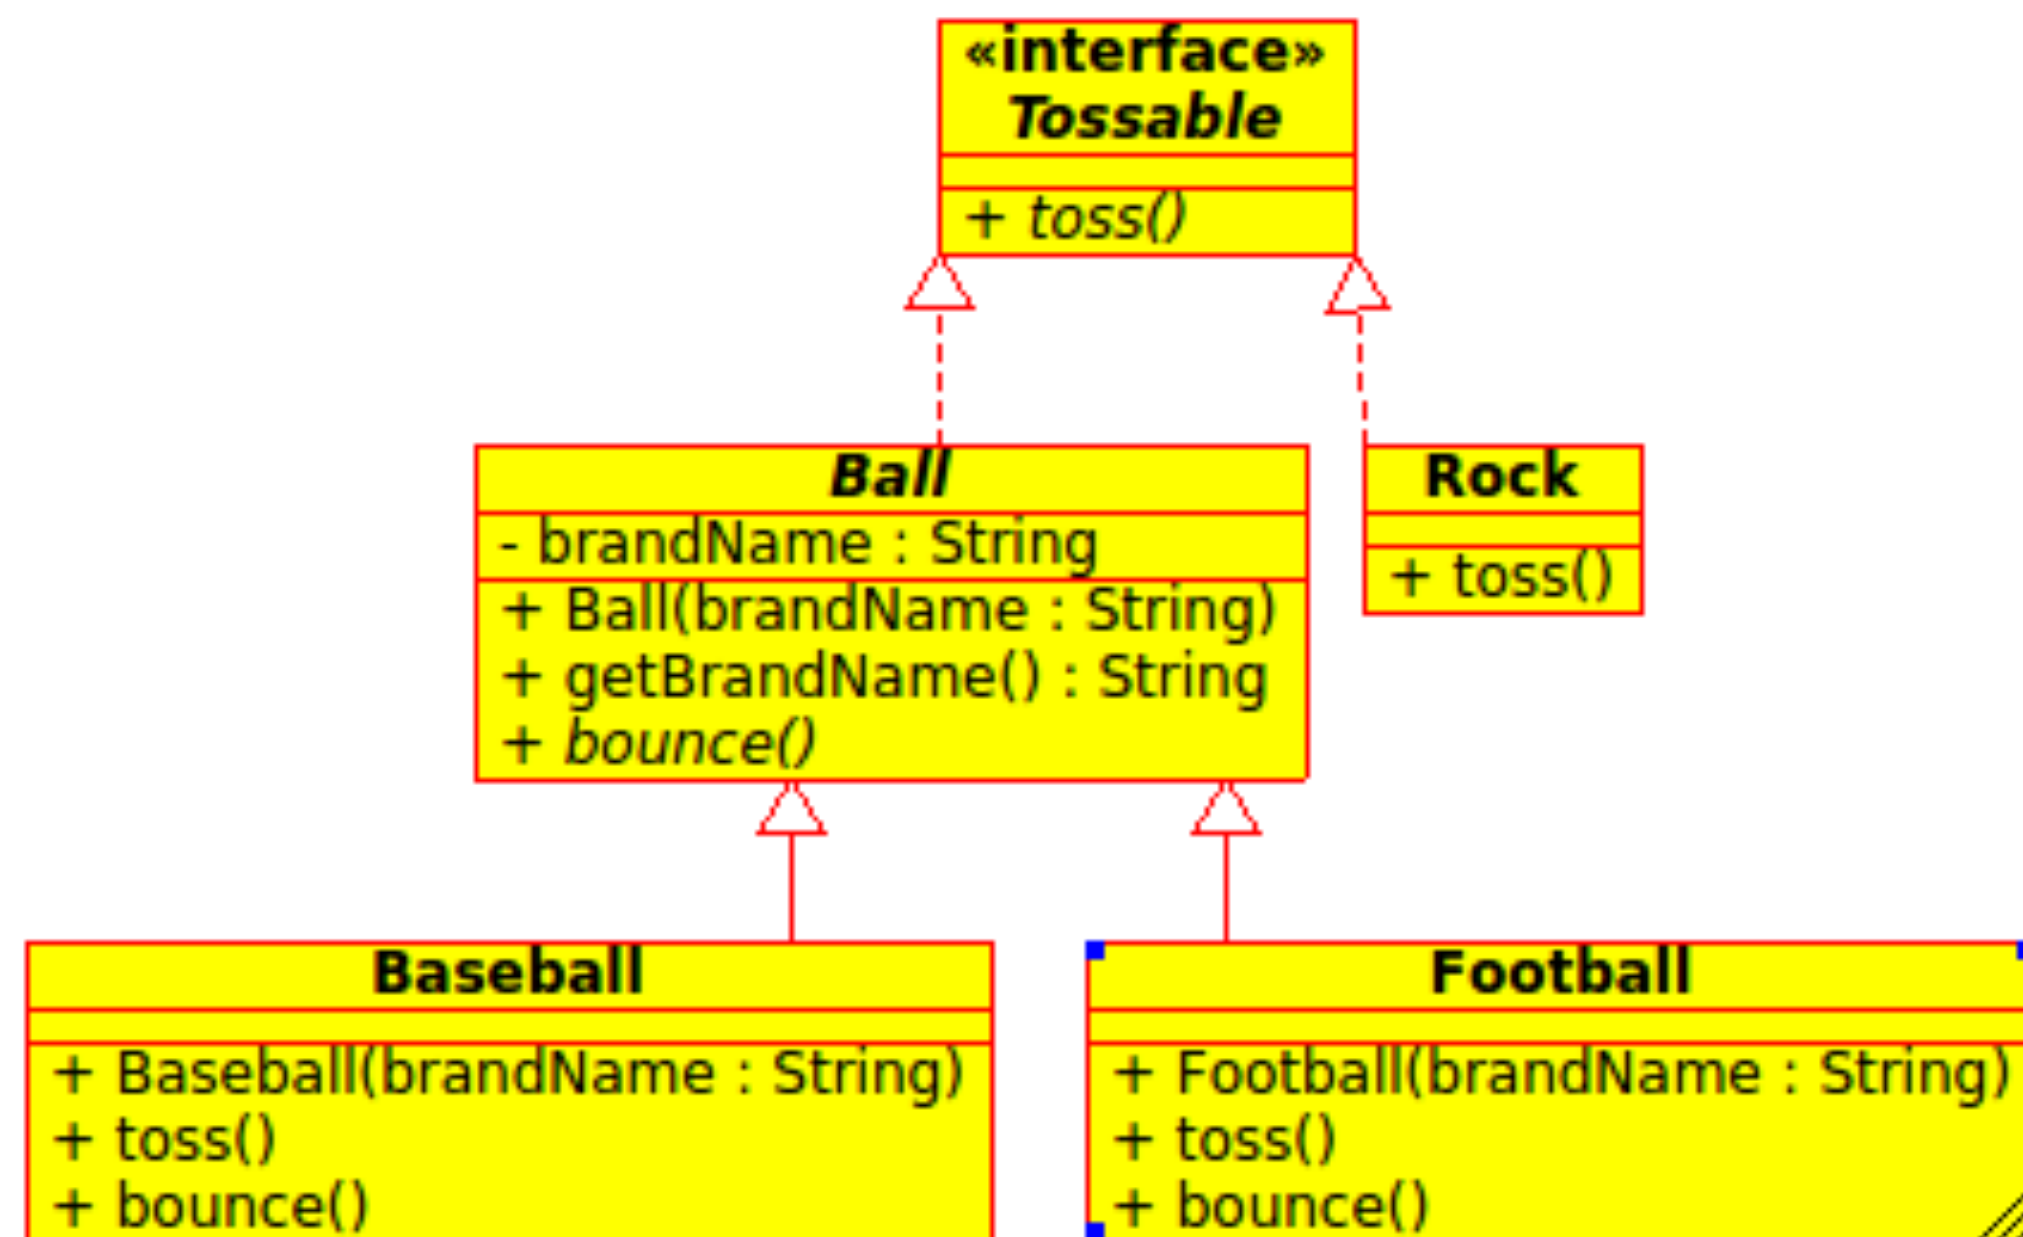 «interface»
Tossable
+ toss()
Ball
- brandName : String
+ Ball(brandName : String)
+ getBrandName() : String
+ bounce()
Rock
+ toss()
Baseball
+ Baseball(brandName : String)
+ toss()
+ bounce()
Football
+ Football(brandName : String)
+ toss()
+ bounce()